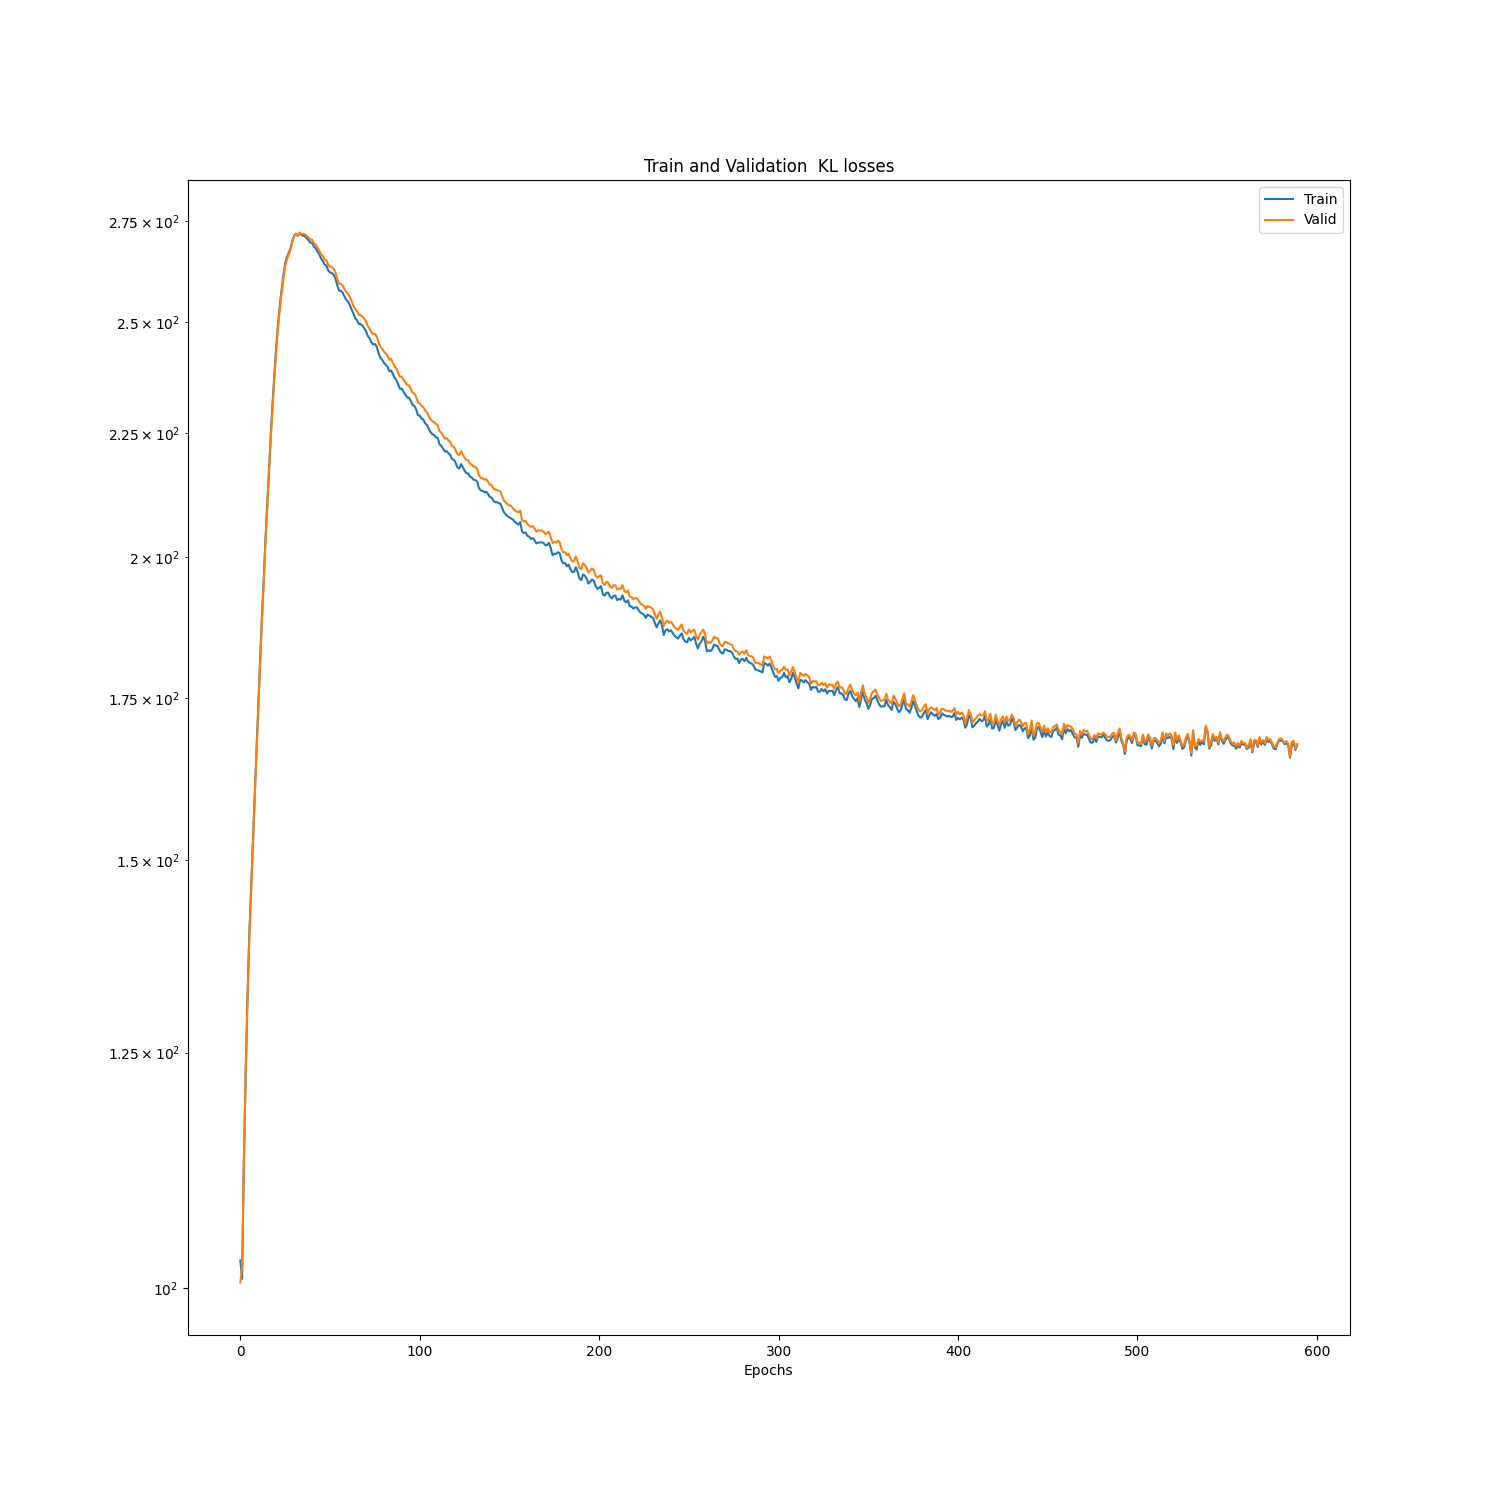 Train and Validation  KL losses
Train
Valid
2.75 × 10²
2.5 × 10²
2.25 × 10²
2 × 10²
1.75 × 10²
1.5 × 10²
1.25 × 10²
10²
0 100 200 300 400 500 600
Epochs